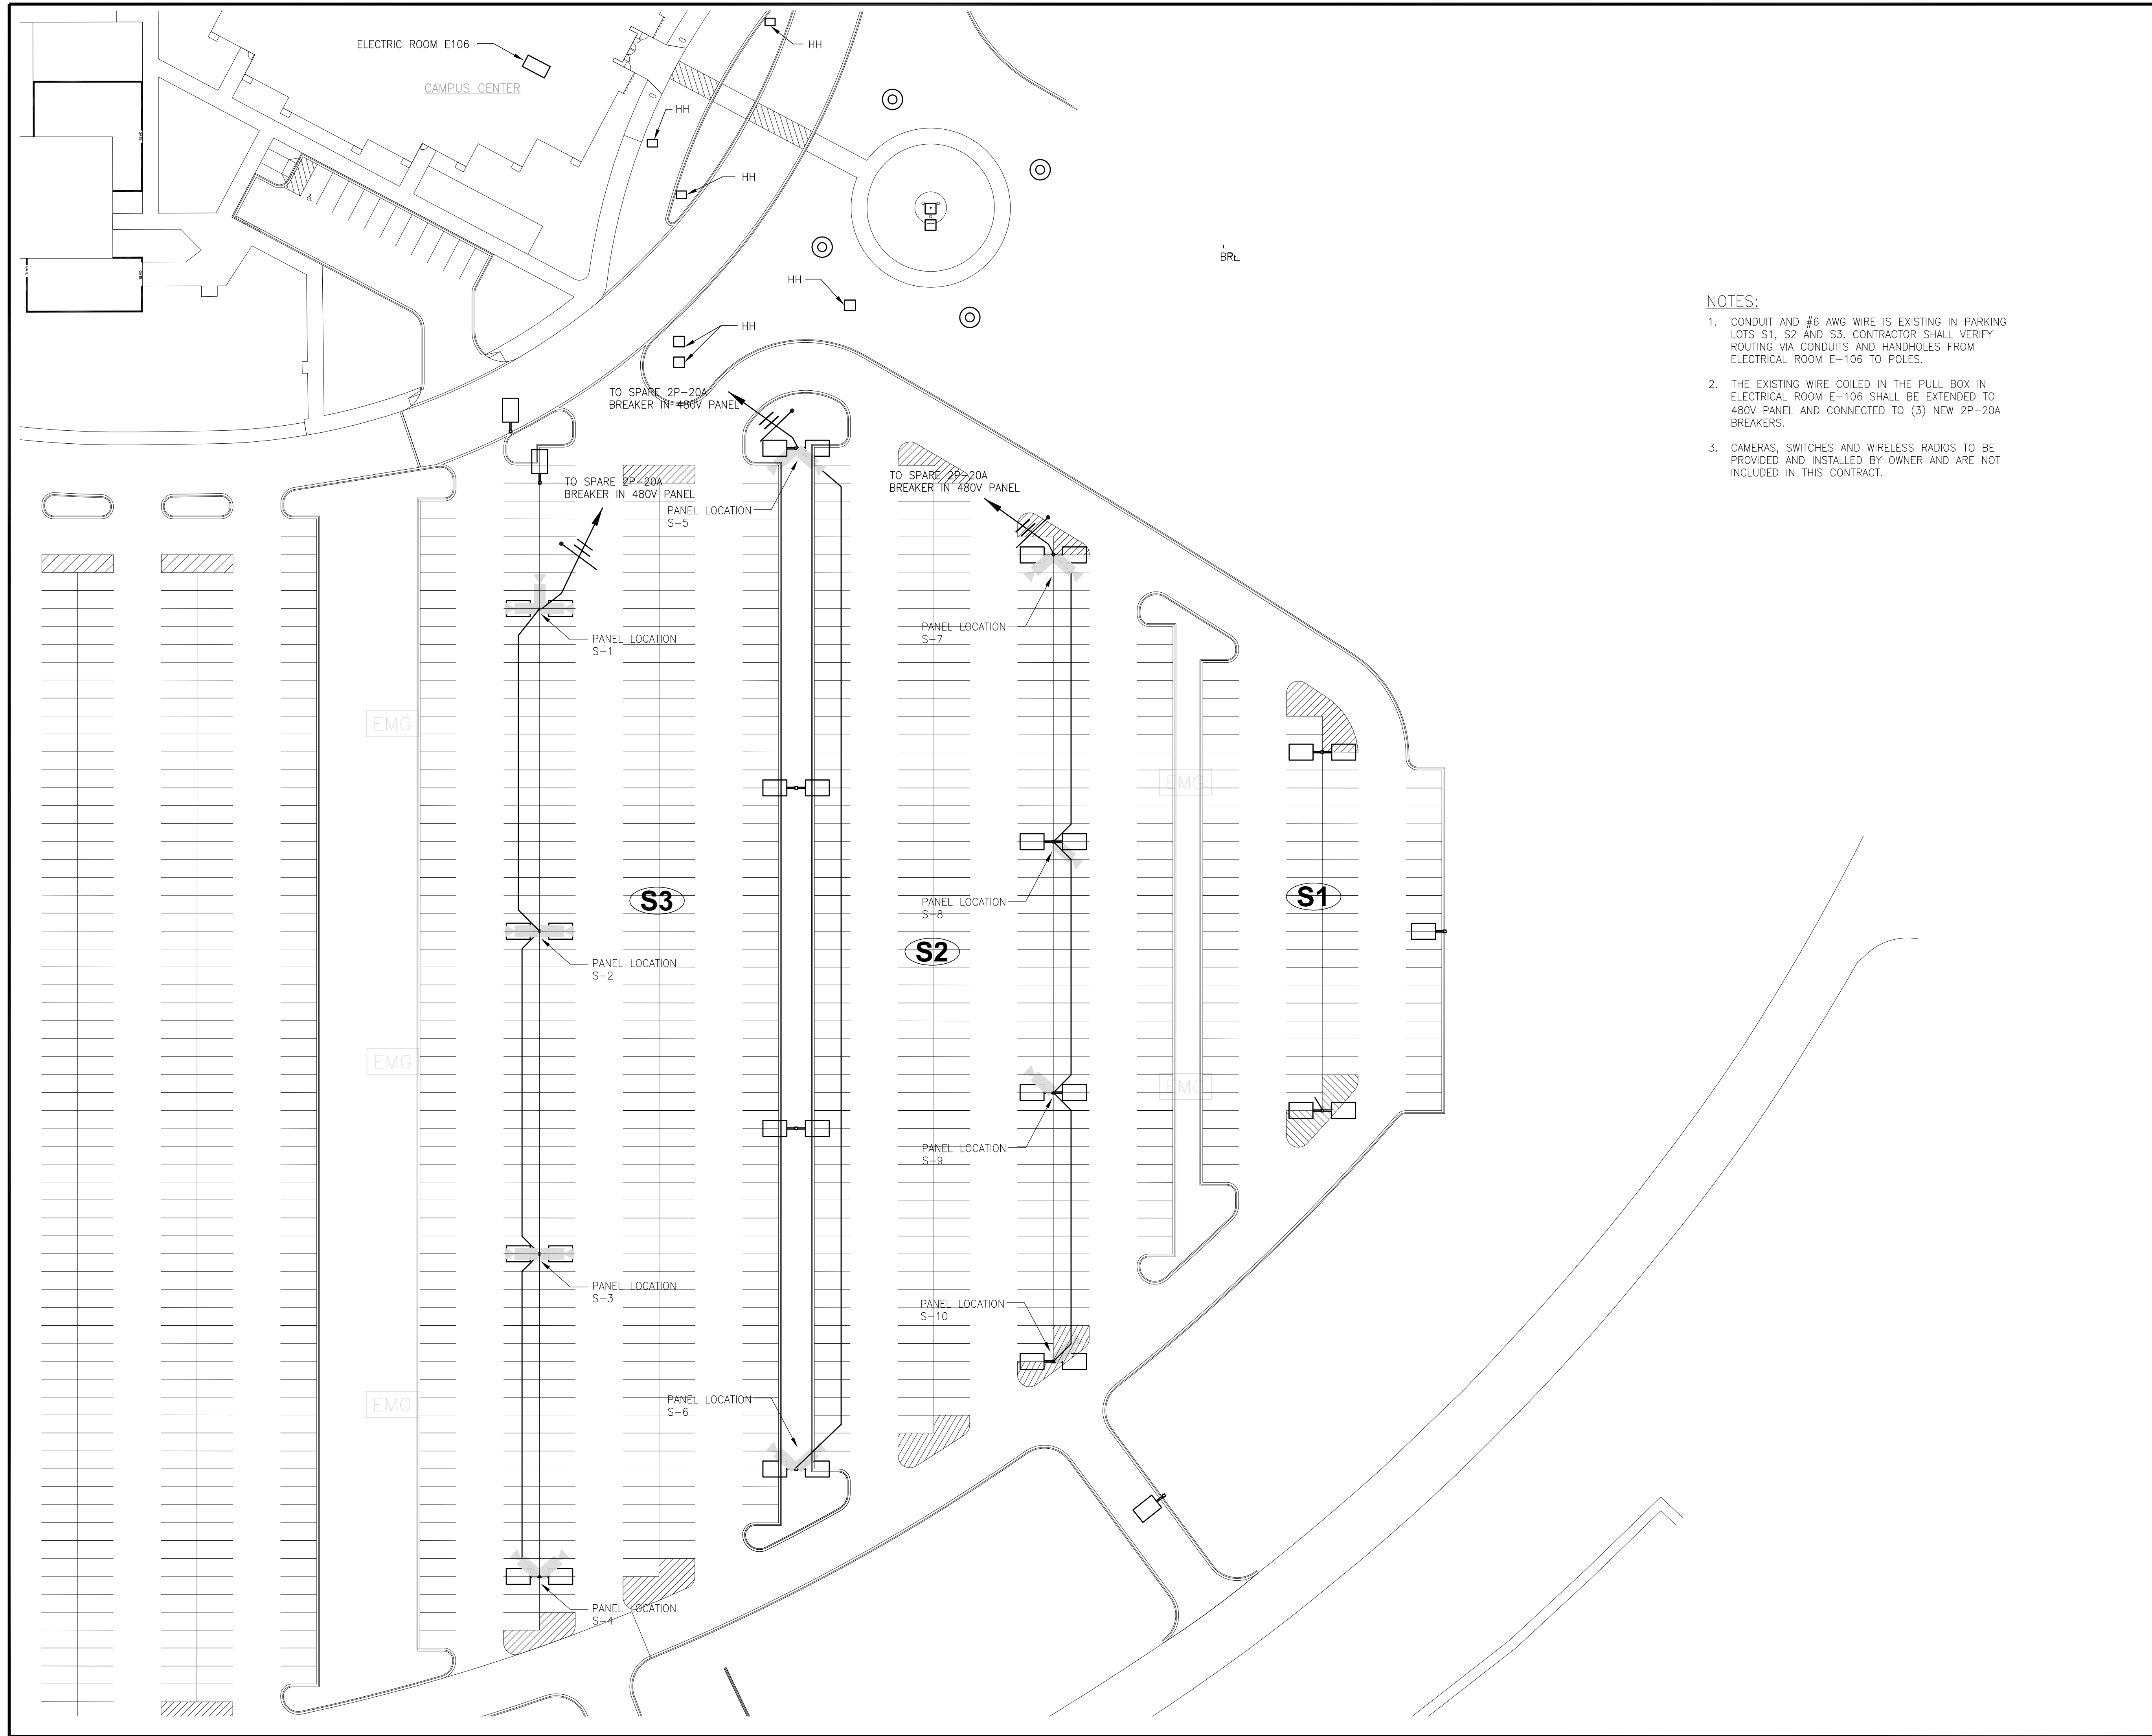 ELECTRIC ROOM E106
CAMPUS CENTER
HH
HH
HH
HH
HH
TO SPARE 2P-20A
BREAKER IN 480V PANEL
TO SPARE 2P-20A
BREAKER IN 480V PANEL
TO SPARE 2P-20A
BREAKER IN 480V PANEL
PANEL LOCATION
S-5
PANEL LOCATION
S-1
PANEL LOCATION
S-7
EMG
EMG
S3
PANEL LOCATION
S-8
S1
S2
PANEL LOCATION
S-2
EMG
EMG
PANEL LOCATION
S-9
PANEL LOCATION
S-3
PANEL LOCATION
S-10
EMG
PANEL LOCATION
S-6
PANEL LOCATION
S-4
NOTES:
1. CONDUIT AND #6 AWG WIRE IS EXISTING IN PARKING
LOTS S1, S2 AND S3. CONTRACTOR SHALL VERIFY
ROUTING VIA CONDUITS AND HANDHOLES FROM
ELECTRICAL ROOM E-106 TO POLES.
2. THE EXISTING WIRE COILED IN THE PULL BOX IN
ELECTRICAL ROOM E-106 SHALL BE EXTENDED TO
480V PANEL AND CONNECTED TO (3) NEW 2P-20A
BREAKERS.
3. CAMERAS, SWITCHES AND WIRELESS RADIOS TO BE
PROVIDED AND INSTALLED BY OWNER AND ARE NOT
INCLUDED IN THIS CONTRACT.